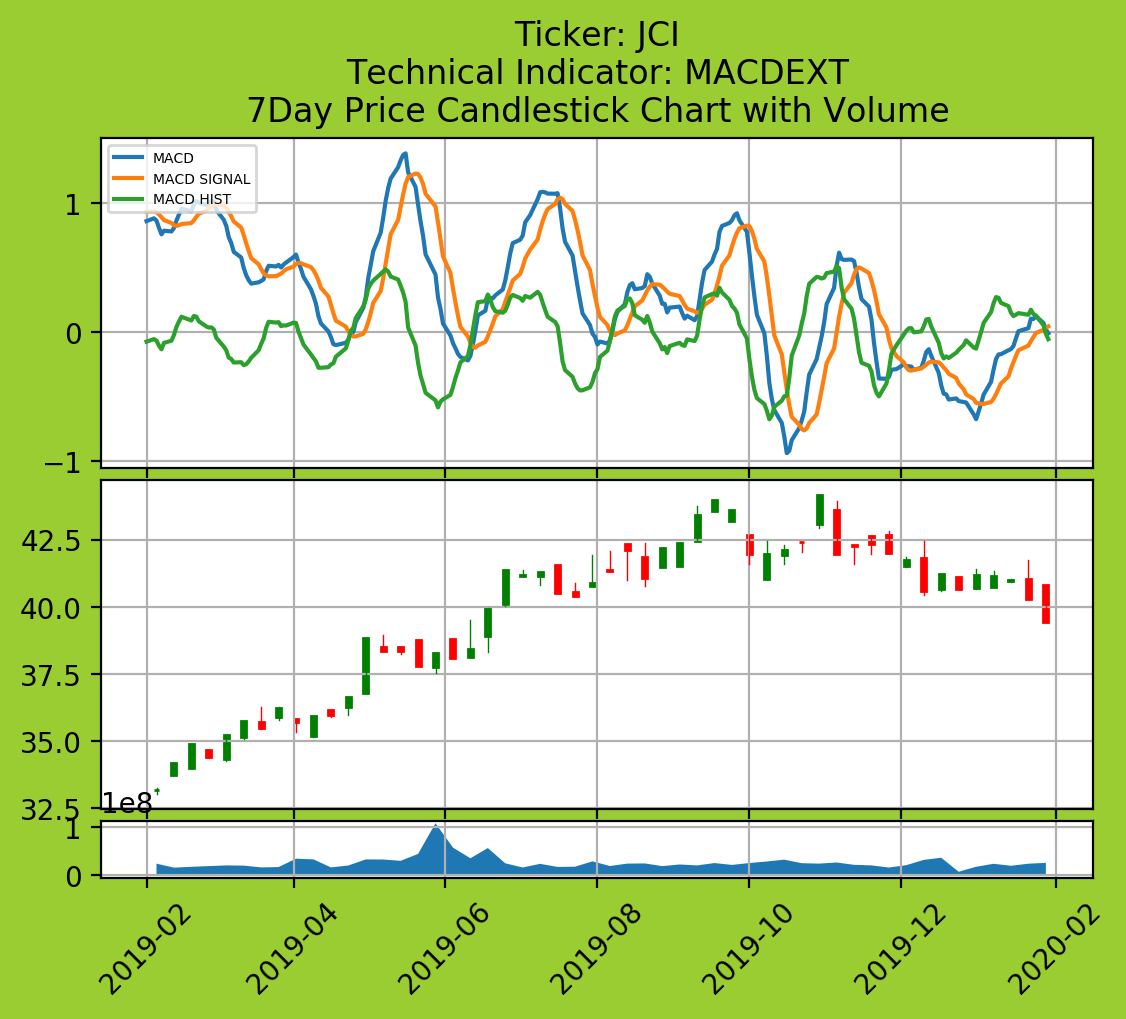 Ticker: JCI
Technical Indicator: MACDEXT
7Day Price Candlestick Chart with Volume
MACD
MACD SIGNAL
MACD HIST
1
0
−1
42.5
40.0
37.5
35.0
32.5
1e8
1
0
2019-02
2019-04
2019-06
2019-08
2019-10
2019-12
2020-02